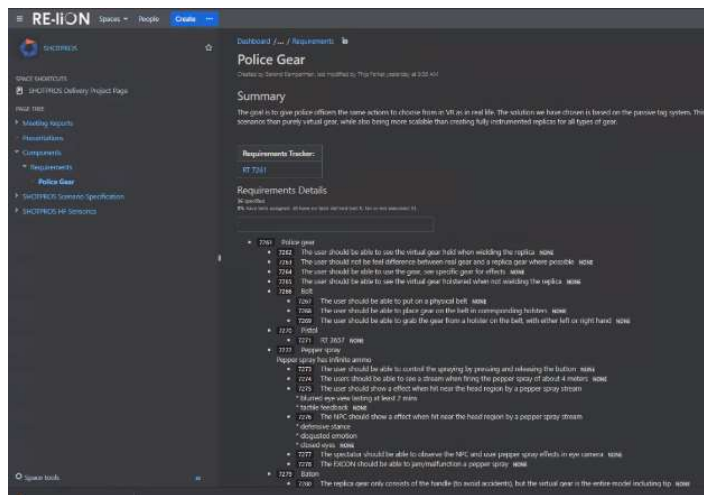 RE-liON Spaces People Create ...
SHOTPROS
SPACE SHORTCUTS
SHOTPROS Delivery Project Page
PAGE TREE
Meeting Reports
Presentations
Components
Requirements
Police Gear
SHOTPROS Scenario Specification
SHOTPROS HF Sensorics
Space tools
Dashboard /... / Requirements
Police Gear
Created by last modified by yesterday at
Summary
The goal is to give police officers the same actions to choose from in VR as in real life. The solution we have chosen is based on the passive tag system. This
scenarios than purely virtual gear, while also being more scalable than creating fully instrumented replicas for all types of gear.
Requirements Tracker:
RT 7261
Requirements Details
7261 Police gear
7262 The user should be able to see the virtual gear held when wielding the replica NONE
7263 The user should not be feel difference between real gear and a replica gear where possible NONE
7264 The user should be able to use the gear, see specific gear for effects NONE
7265 The user should be able to see the virtual gear holstered when not wielding the replica NONE
7266 Belt
7267 The user should be able to put on a physical belt NONE
7268 The user should be able to place gear on the belt in corresponding holsters NONE
7269 The user should be able to grab the gear from a holster on the belt, with either left or right hand NONE
7270 Pistol
7271 RT 3637 NONE
7272 Pepper spray
Pepper spray has infinite ammo
7273 The user should be able to control the spraying by pressing and releasing the button NONE
7274 The users should be able to see a stream when firing the pepper spray of about 4 meters NONE
7275 The user should show a effect when hit near the head region by a pepper spray stream
* blurred eye view lasting at least 2 mins
* tactile feedback NONE
7276 The NPC should show a effect when hit near the head region by a pepper spray stream
* defensive stance
* disgusted emotion
* closed eyes NONE
7277 The spectator should be able to observe the NPC and user pepper spray effects in eye camera NONE
7278 The EXCON should be able to jam/malfunction a pepper spray NONE
7279 Baton
7280 The replica gear only consists of the handle (to avoid accidents), but the virtual gear is the entire model including tip NONE